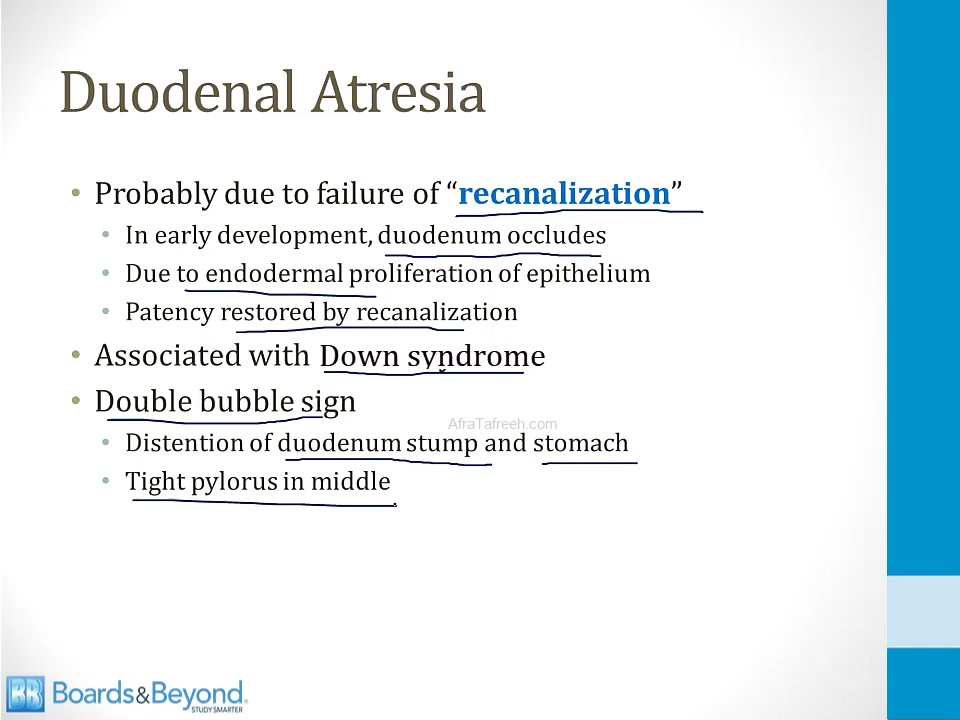 Duodenal Atresia
• Probably due to failure of “recanalization”
• In early development, duodenum occludes
• Due to endodermal proliferation of epithelium
• Patency restored by recanalization
• Associated with Down syndrome
• Double bubble sign
AfraTafreeh.com
• Distention of duodenum stump and stomach
• Tight pylorus in middle
BB Boards&Beyond.
STUDY SMARTER